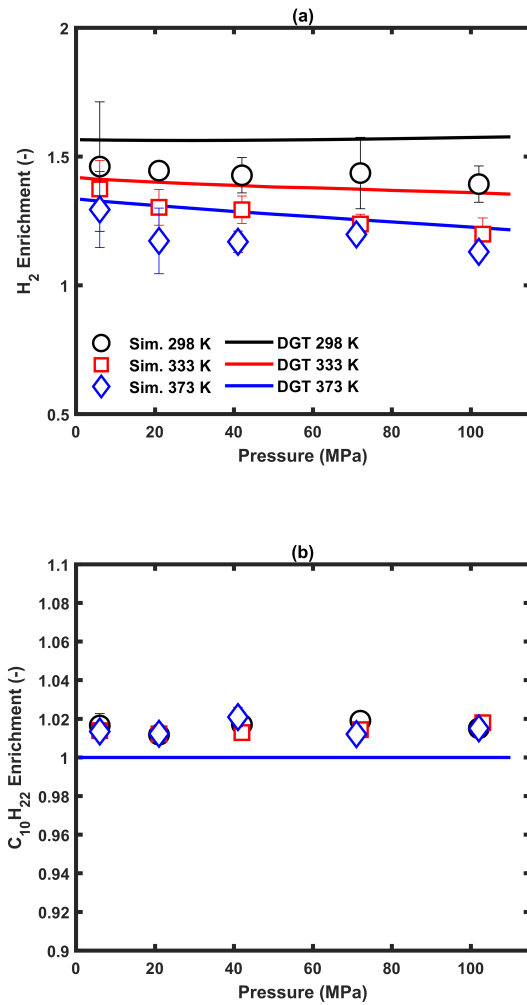 (a)
2
1.5
1
0.5
H2 Enrichment (-)
Sim. 298 K DGT 298 K
Sim. 333 K DGT 333 K
Sim. 373 K DGT 373 K
0 20 40 60 80 100
Pressure (MPa)
(b)
1.1
1.08
1.06
1.04
1.02
1
0.98
0.96
0.94
0.92
0.9
C10H22 Enrichment (-)
0 20 40 60 80 100
Pressure (MPa)